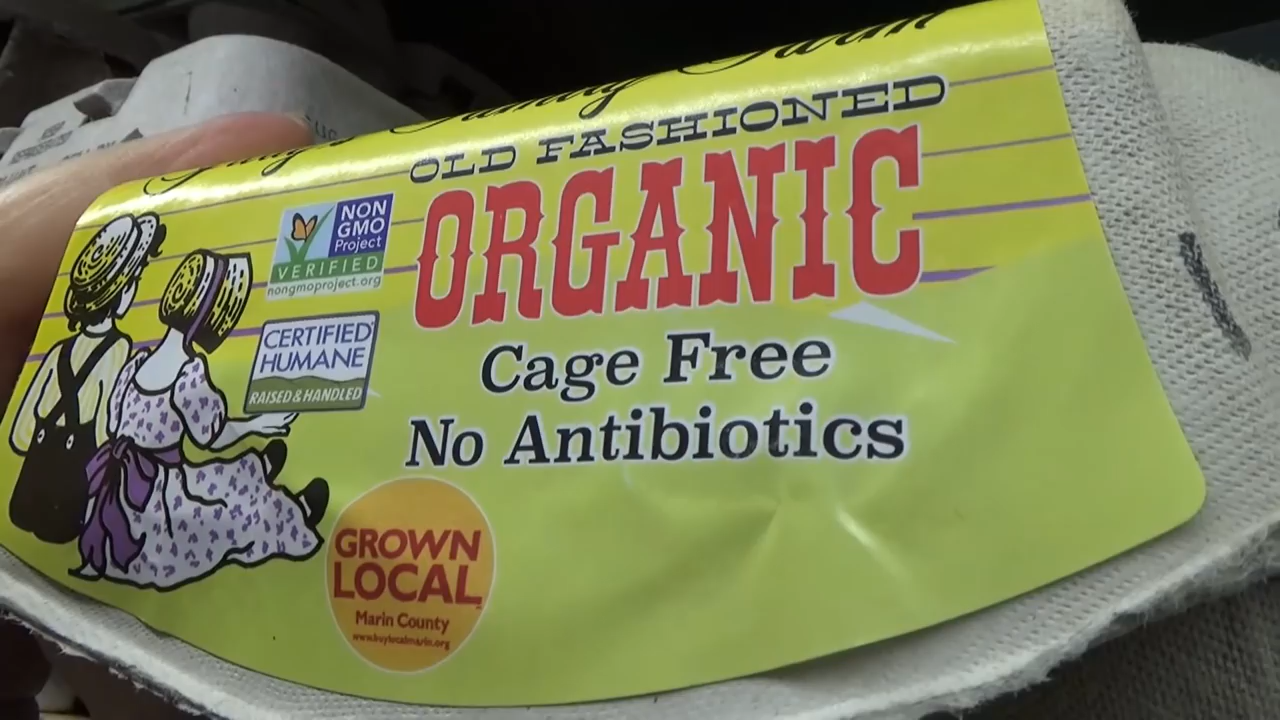 OLD FASHIONED
ORGANIC
NON
GMO
Project
VERIFIED
nongmoproject.org
CERTIFIED
HUMANE
RAISED & HANDLED
Cage Free
No Antibiotics
GROWN
LOCAL
Marin County
www.buylocalmarin.org